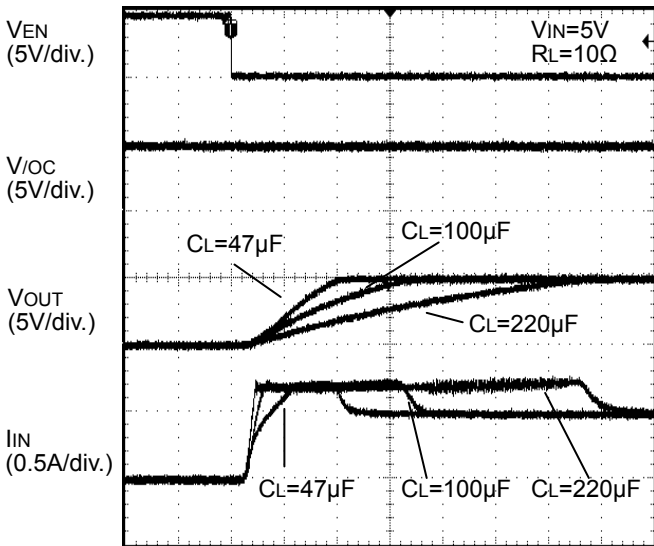 VEN
(5V/div.)
VIN=5V
RL=10Ω
V/OC
(5V/div.)
CL=47µF
CL=100µF
VOUT
(5V/div.)
CL=220µF
IIN
(0.5A/div.)
CL=47µF
CL=100µF
CL=220µF